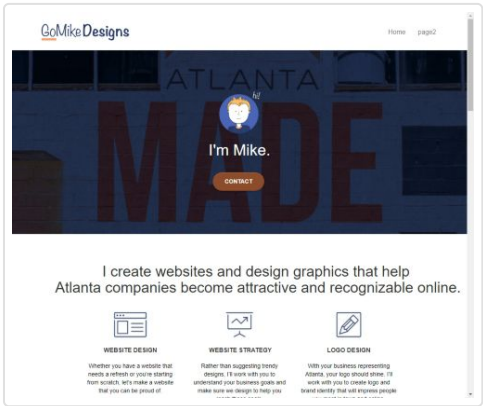 GoMike Designs
Home page2
ATLANTA
MADE
hi!
I'm Mike.
CONTACT
I create websites and design graphics that help
Atlanta companies become attractive and recognizable online.
WEBSITE DESIGN
Whether you have a website that
needs a refresh or you're starting
from scratch, let's make a website
that you can be proud of.
WEBSITE STRATEGY
Rather than suggesting trendy
designs, I'll work with you to
understand your business goals and
make sure we design to help you
LOGO DESIGN
With your business representing
Atlanta, your logo should shine. I'll
work with you to create logo and
brand identity that will impress people